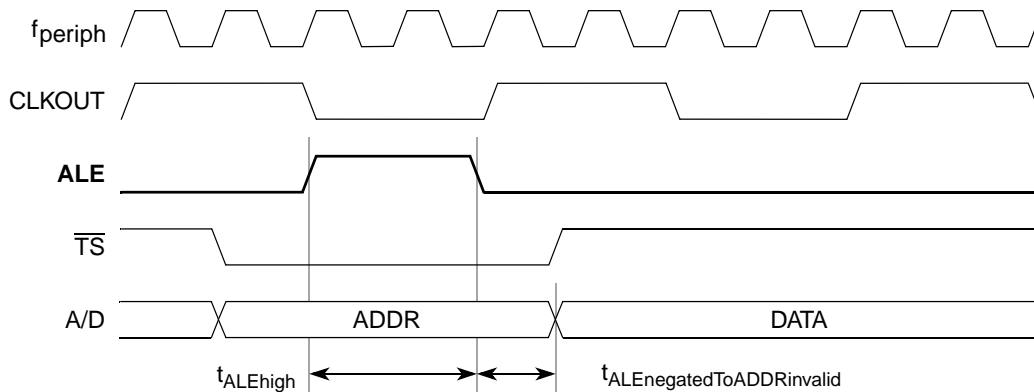 fperiph
CLKOUT
ALE
TS
A/D
ADDR
DATA
tALEhigh
tALEnegatedToADDRinvalid